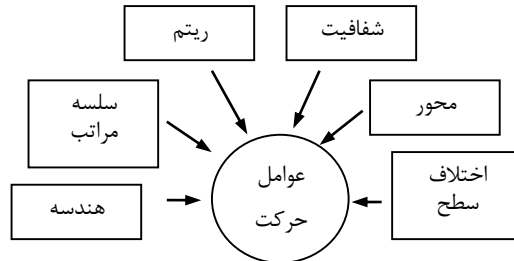 شفافیت
ریتم
محور
سلسه
مراتب
عوامل
حرکت
اختلاف
سطح
هندسه